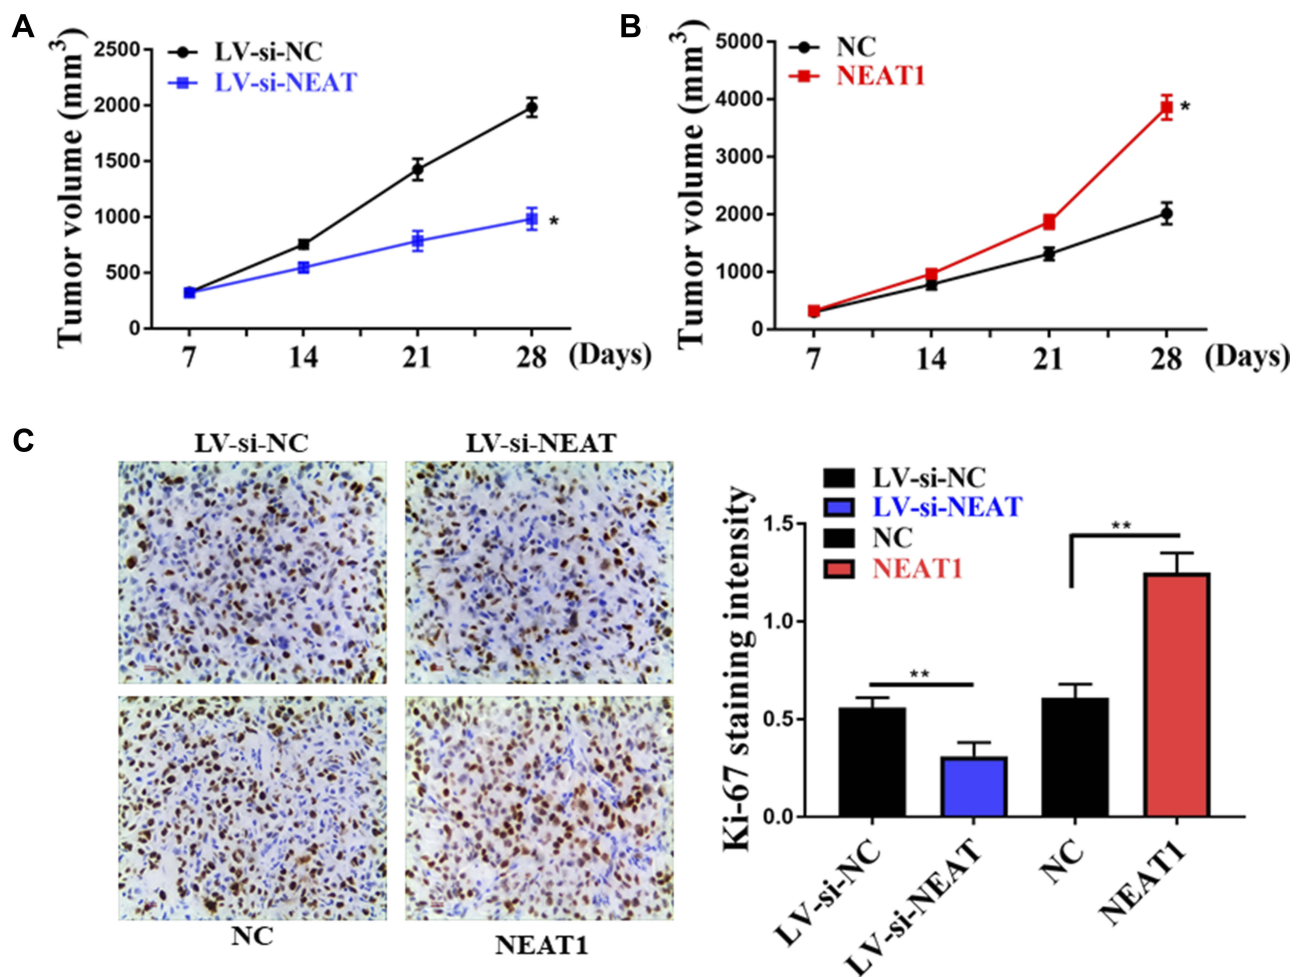 A
LV-si-NC
LV-si-NEAT
Tumor volume (mm3)
2500
2000
1500
1000
500
0
*
7 14 21 28 (Days)
B
NC
NEAT1
Tumor volume (mm3)
5000
4000
3000
2000
1000
0
*
7 14 21 28 (Days)
C
LV-si-NC LV-si-NEAT
NC NEAT1
LV-si-NC
LV-si-NEAT
NC
NEAT1
Ki-67 staining intensity
1.5
1.0
0.5
0.0
**
**
LV-si-NC
LV-si-NEAT
NC
NEAT1